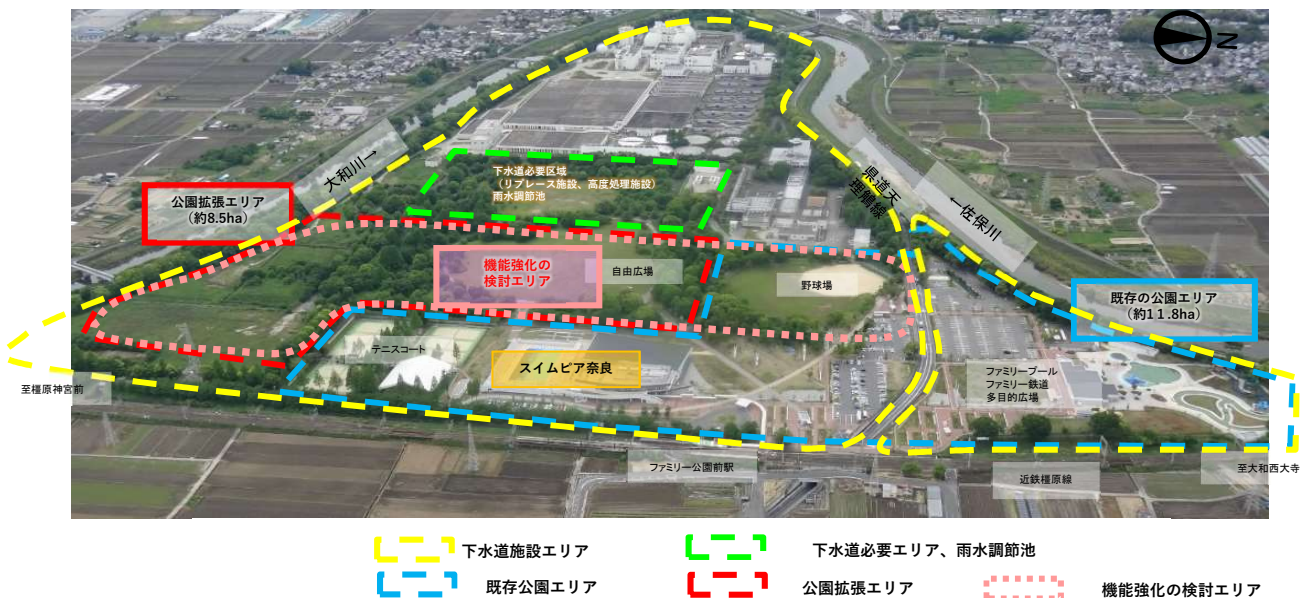 N
大和川→
公園拡張エリア
（約8.5ha）
下水道必要区域
（リプレース施設、高度処理施設）
雨水調節池
県道天
理鵤線
←佐保川
機能強化の
検討エリア
自由広場
野球場
既存の公園エリア
（約１１.8ha）
テニスコート
スイムピア奈良
ファミリープール
ファミリー鉄道
多目的広場
至橿原神宮前
ファミリー公園前駅
近鉄橿原線
至大和西大寺
下水道施設エリア
下水道必要エリア、雨水調節池
既存公園エリア
公園拡張エリア
機能強化の検討エリア